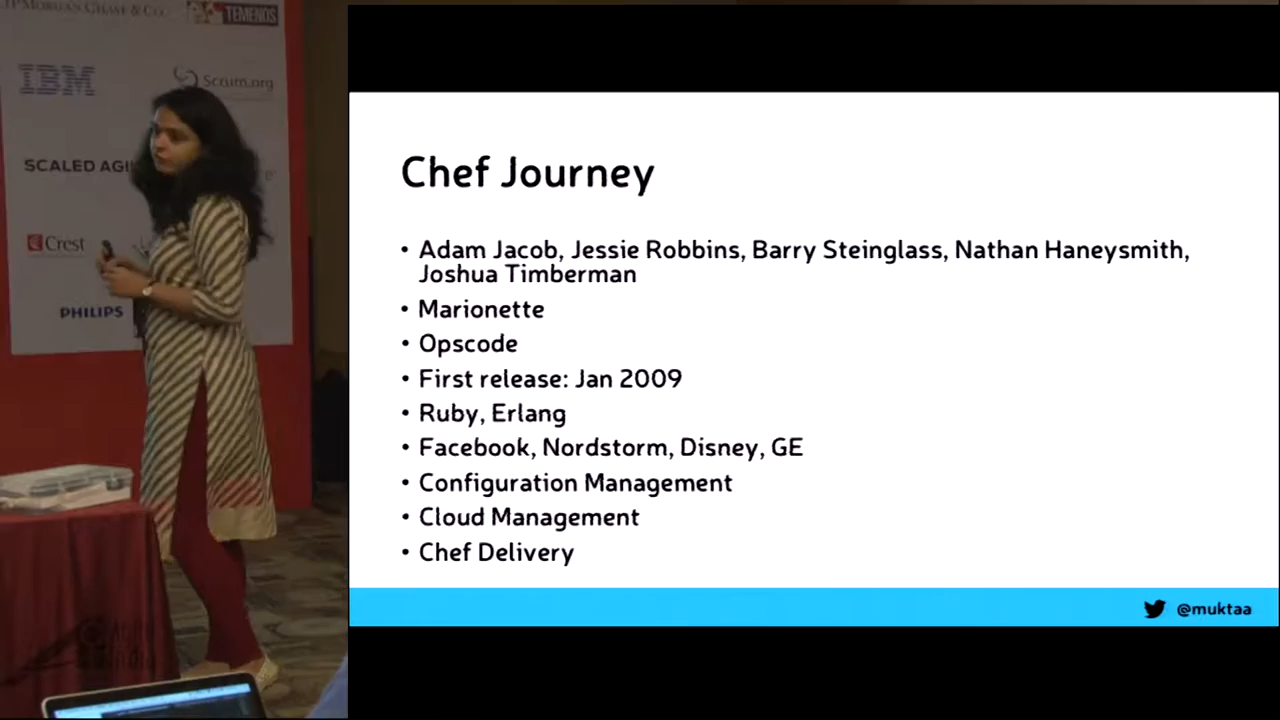 JPMORGAN CHASE & CO.
TEMENOS
IBM
Scrum.org
SCALED AGI
Crest
PHILIPS
Chef Journey
• Adam Jacob, Jessie Robbins, Barry Steinglass, Nathan Haneysmith,
Joshua Timberman
• Marionette
• Opscode
• First release: Jan 2009
• Ruby, Erlang
• Facebook, Nordstorm, Disney, GE
• Configuration Management
• Cloud Management
• Chef Delivery
@muktaa